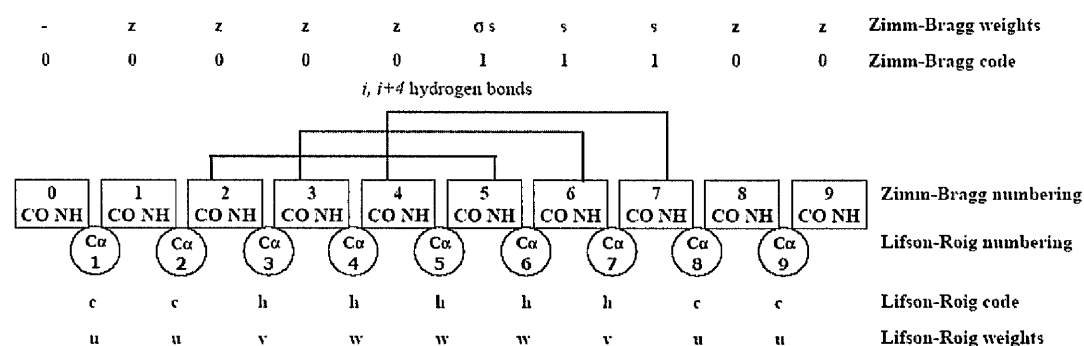 - z z z z σs s s z z Zimm-Bragg weights
0 0 0 0 0 1 1 1 0 0 Zimm-Bragg code
i, i+4 hydrogen bonds
0 1 2 3 4 5 6 7 8 9 Zimm-Bragg numbering
CO NH CO NH CO NH CO NH CO NH CO NH CO NH CO NH CO NH CO NH
Cα Cα Cα Cα Cα Cα Cα Cα Cα Lifson-Roig numbering
1 2 3 4 5 6 7 8 9
c c h h h h h c c Lifson-Roig code
u u v w w w v u u Lifson-Roig weights